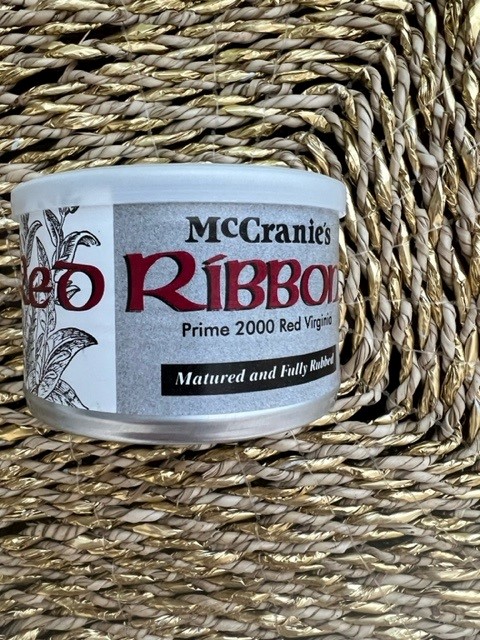 McCranie's
Red Ribbon
Prime 2000 Red Virginia
Matured and Fully Rubbed